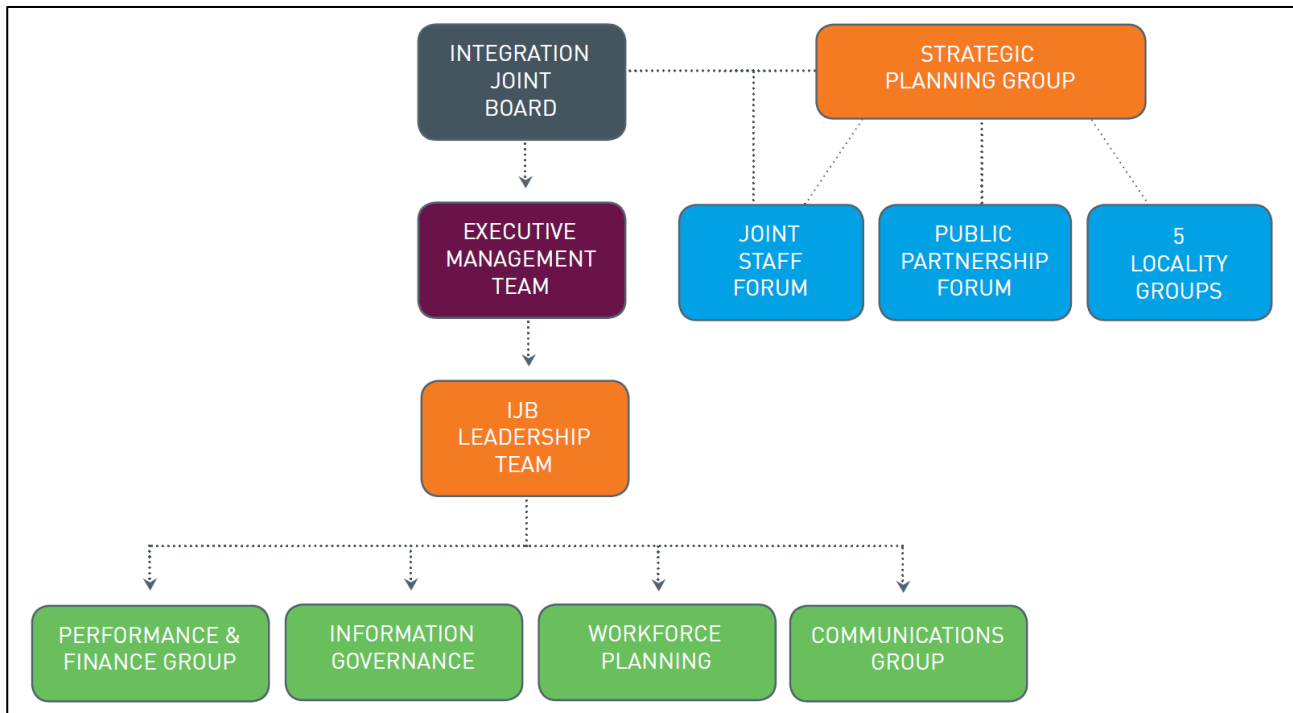 INTEGRATION
JOINT
BOARD
STRATEGIC
PLANNING GROUP
EXECUTIVE
MANAGEMENT
TEAM
JOINT
STAFF
FORUM
PUBLIC
PARTNERSHIP
FORUM
5
LOCALITY
GROUPS
IJB
LEADERSHIP
TEAM
PERFORMANCE &
FINANCE GROUP
INFORMATION
GOVERNANCE
WORKFORCE
PLANNING
COMMUNICATIONS
GROUP